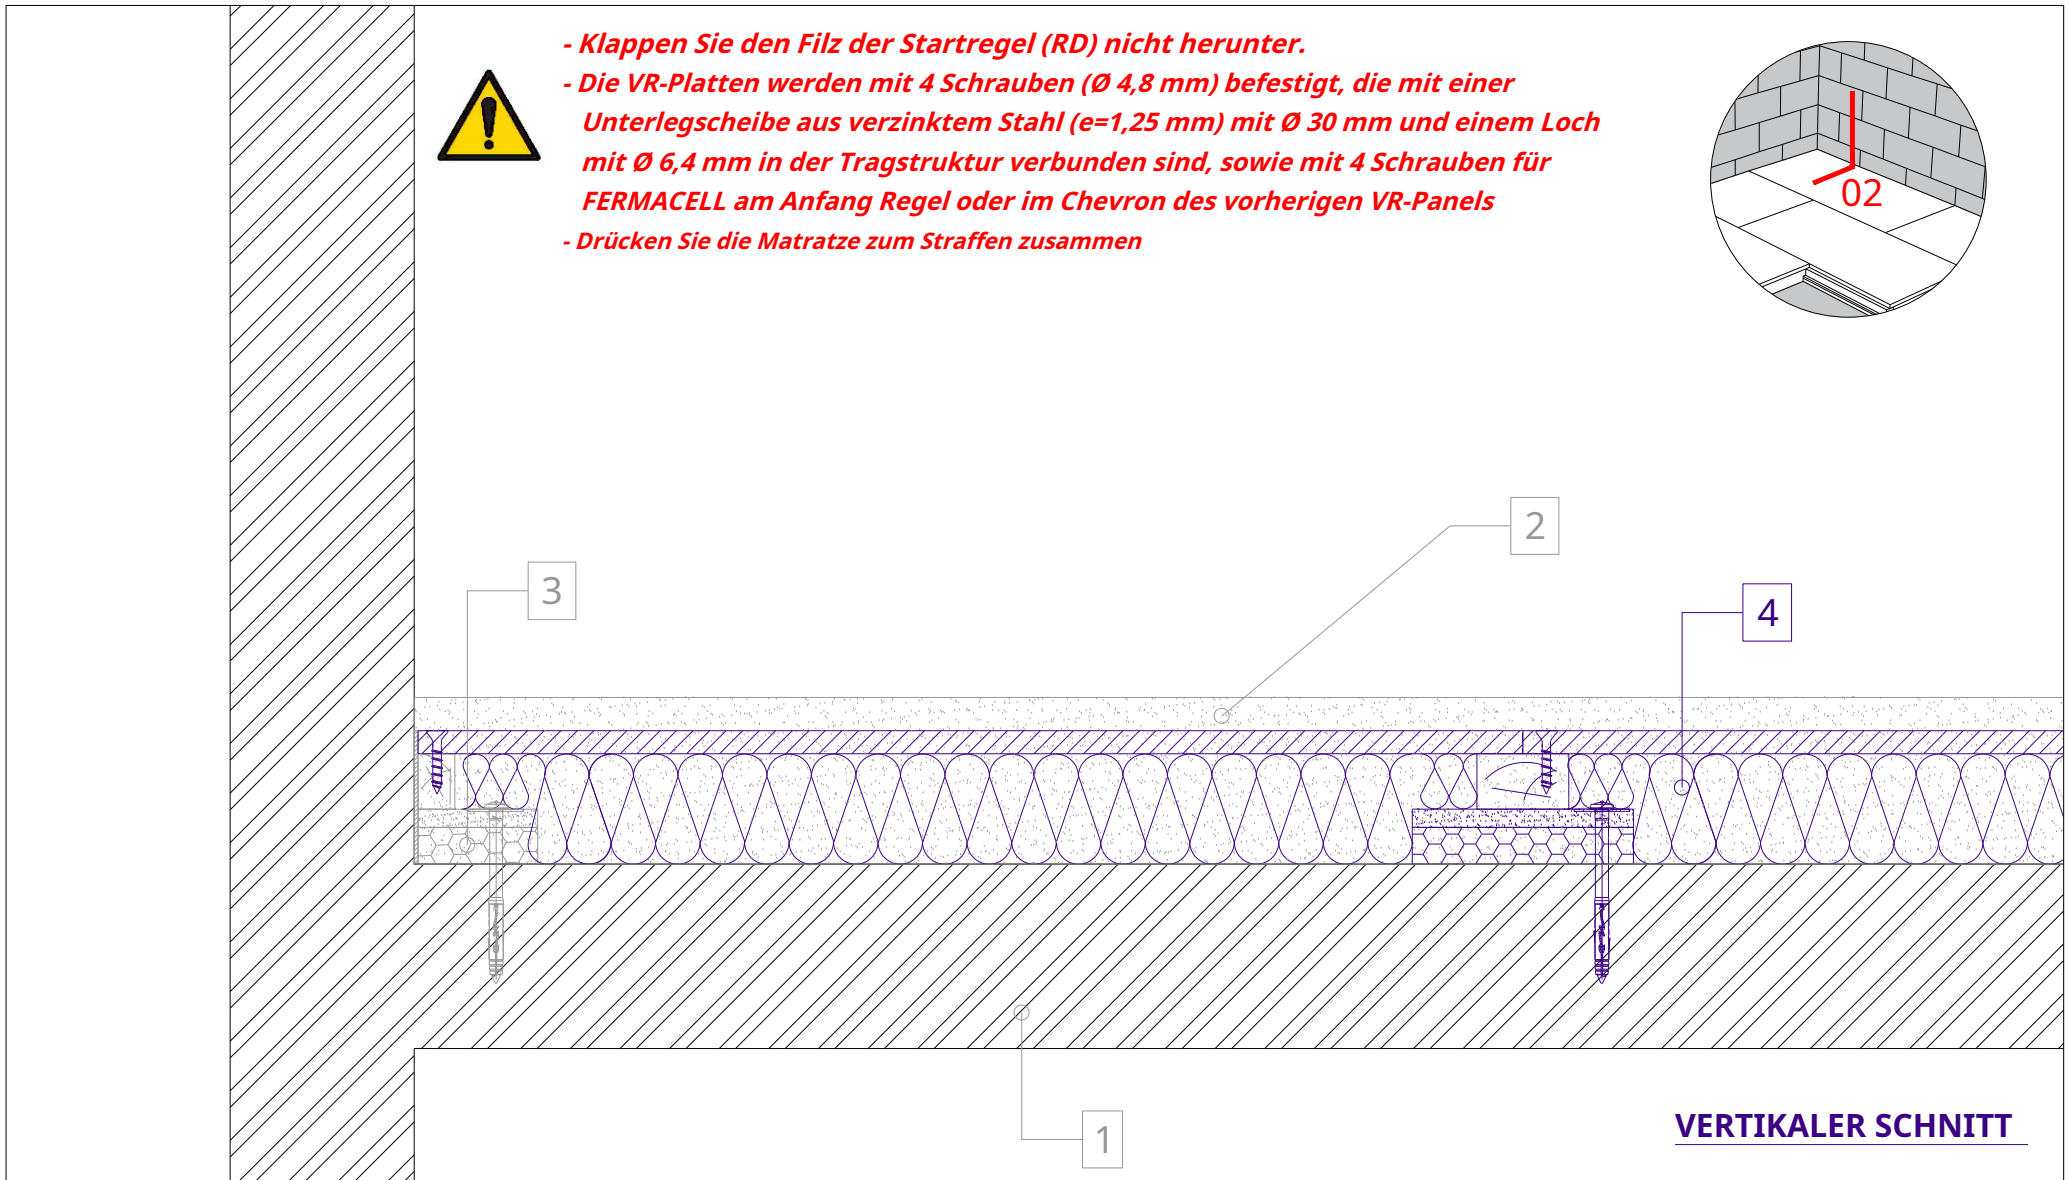 - Klappen Sie den Filz der Startregel (RD) nicht herunter.
- Die VR-Platten werden mit 4 Schrauben (Ø 4,8 mm) befestigt, die mit einer
Unterlegscheibe aus verzinktem Stahl (e=1,25 mm) mit Ø 30 mm und einem Loch
mit Ø 6,4 mm in der Tragstruktur verbunden sind, sowie mit 4 Schrauben für
FERMACELL am Anfang Regel oder im Chevron des vorherigen VR-Panels
- Drücken Sie die Matratze zum Straffen zusammen
02
2
3
4
1
VERTIKALER SCHNITT